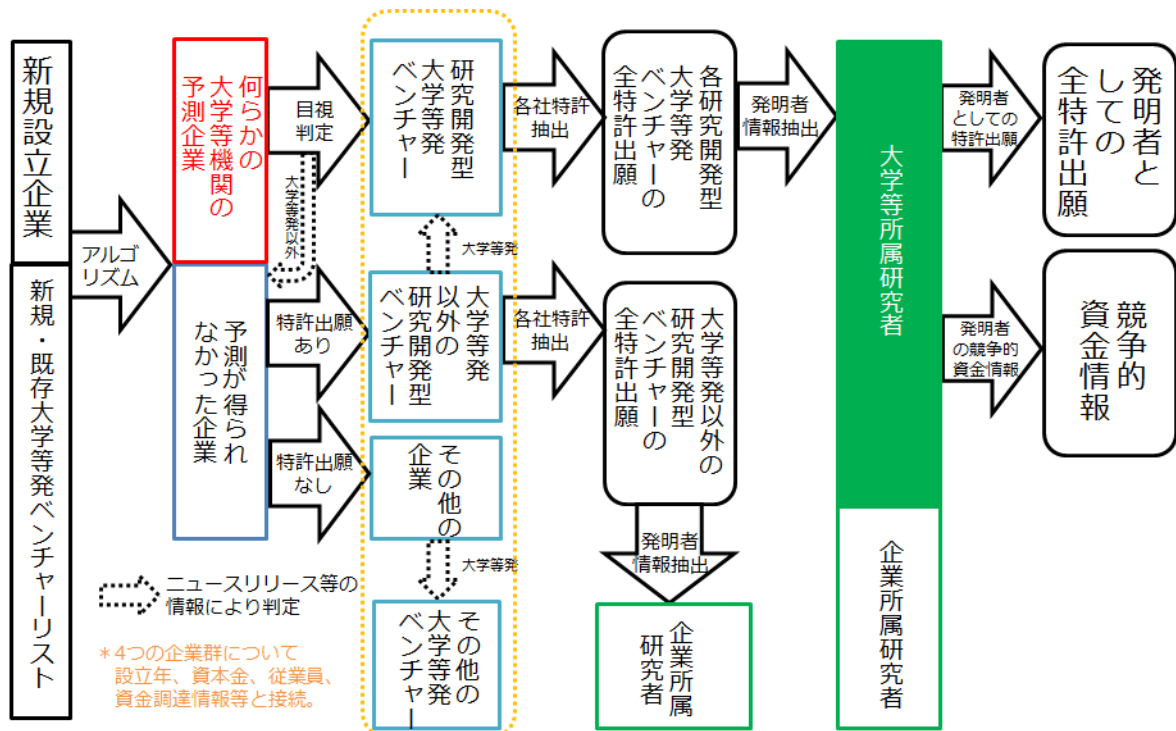 新規設立企業
新規・既存大学等発ベンチャーリスト
アルゴ
リズム
何らかの
大学等機関の
予測企業
予測が得られ
なかった企業
目視
判定
大学等発以外
特許出願
あり
特許出願
なし
研究開発型
大学等発
ベンチャー
大学等発
大学等発
以外の
研究開発型
ベンチャー
その他の
企業
大学等発
その他の
大学等発
ベンチャー
各社特許
抽出
各社特許
抽出
各研究開発型
大学等発
ベンチャーの
全特許出願
大学等発以外の
研究開発型
ベンチャーの
全特許出願
発明者
情報抽出
発明者
情報抽出
企業所属
研究者
大学等所属研究者
企業所属研究者
発明者
としての
特許出願
発明者
の競争的
資金情報
発明者と
しての
全特許出願
競争的
資金情報
ニュースリリース等の
情報により判定
＊4つの企業群について
設立年、資本金、従業員、
資金調達情報等と接続。